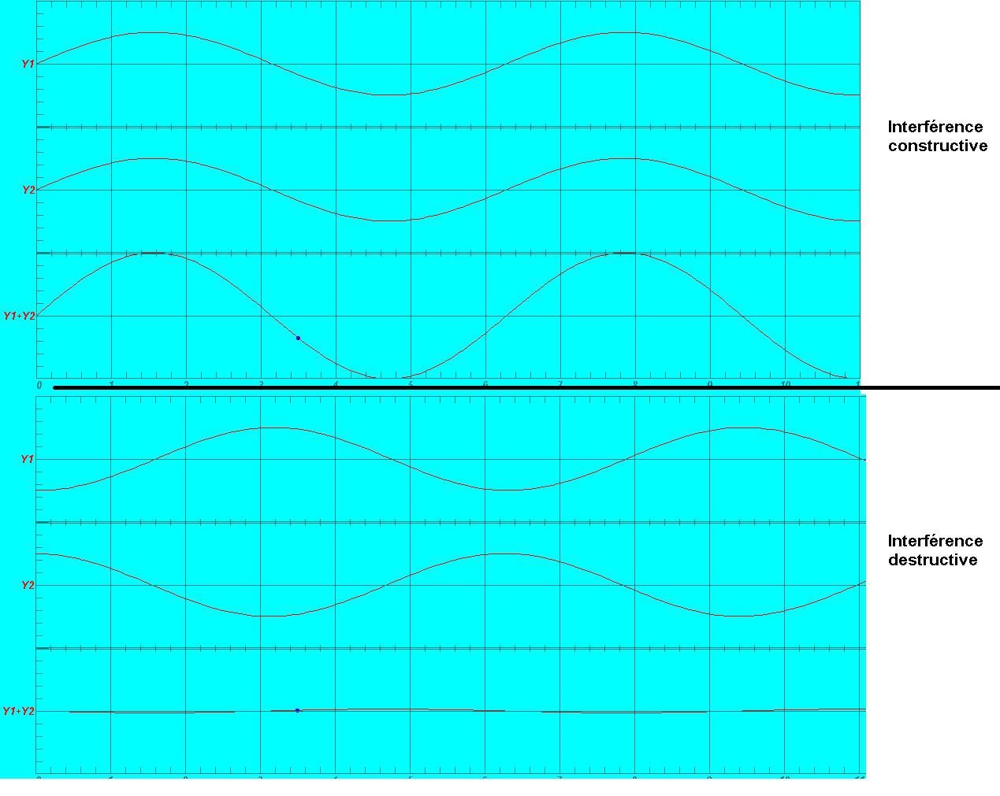 Y1
Interférence
constructive
Y2
Y1+Y2
0 1 2 3 4 5 6 7 8 9 10 1
Y1
Interférence
destructive
Y2
Y1+Y2